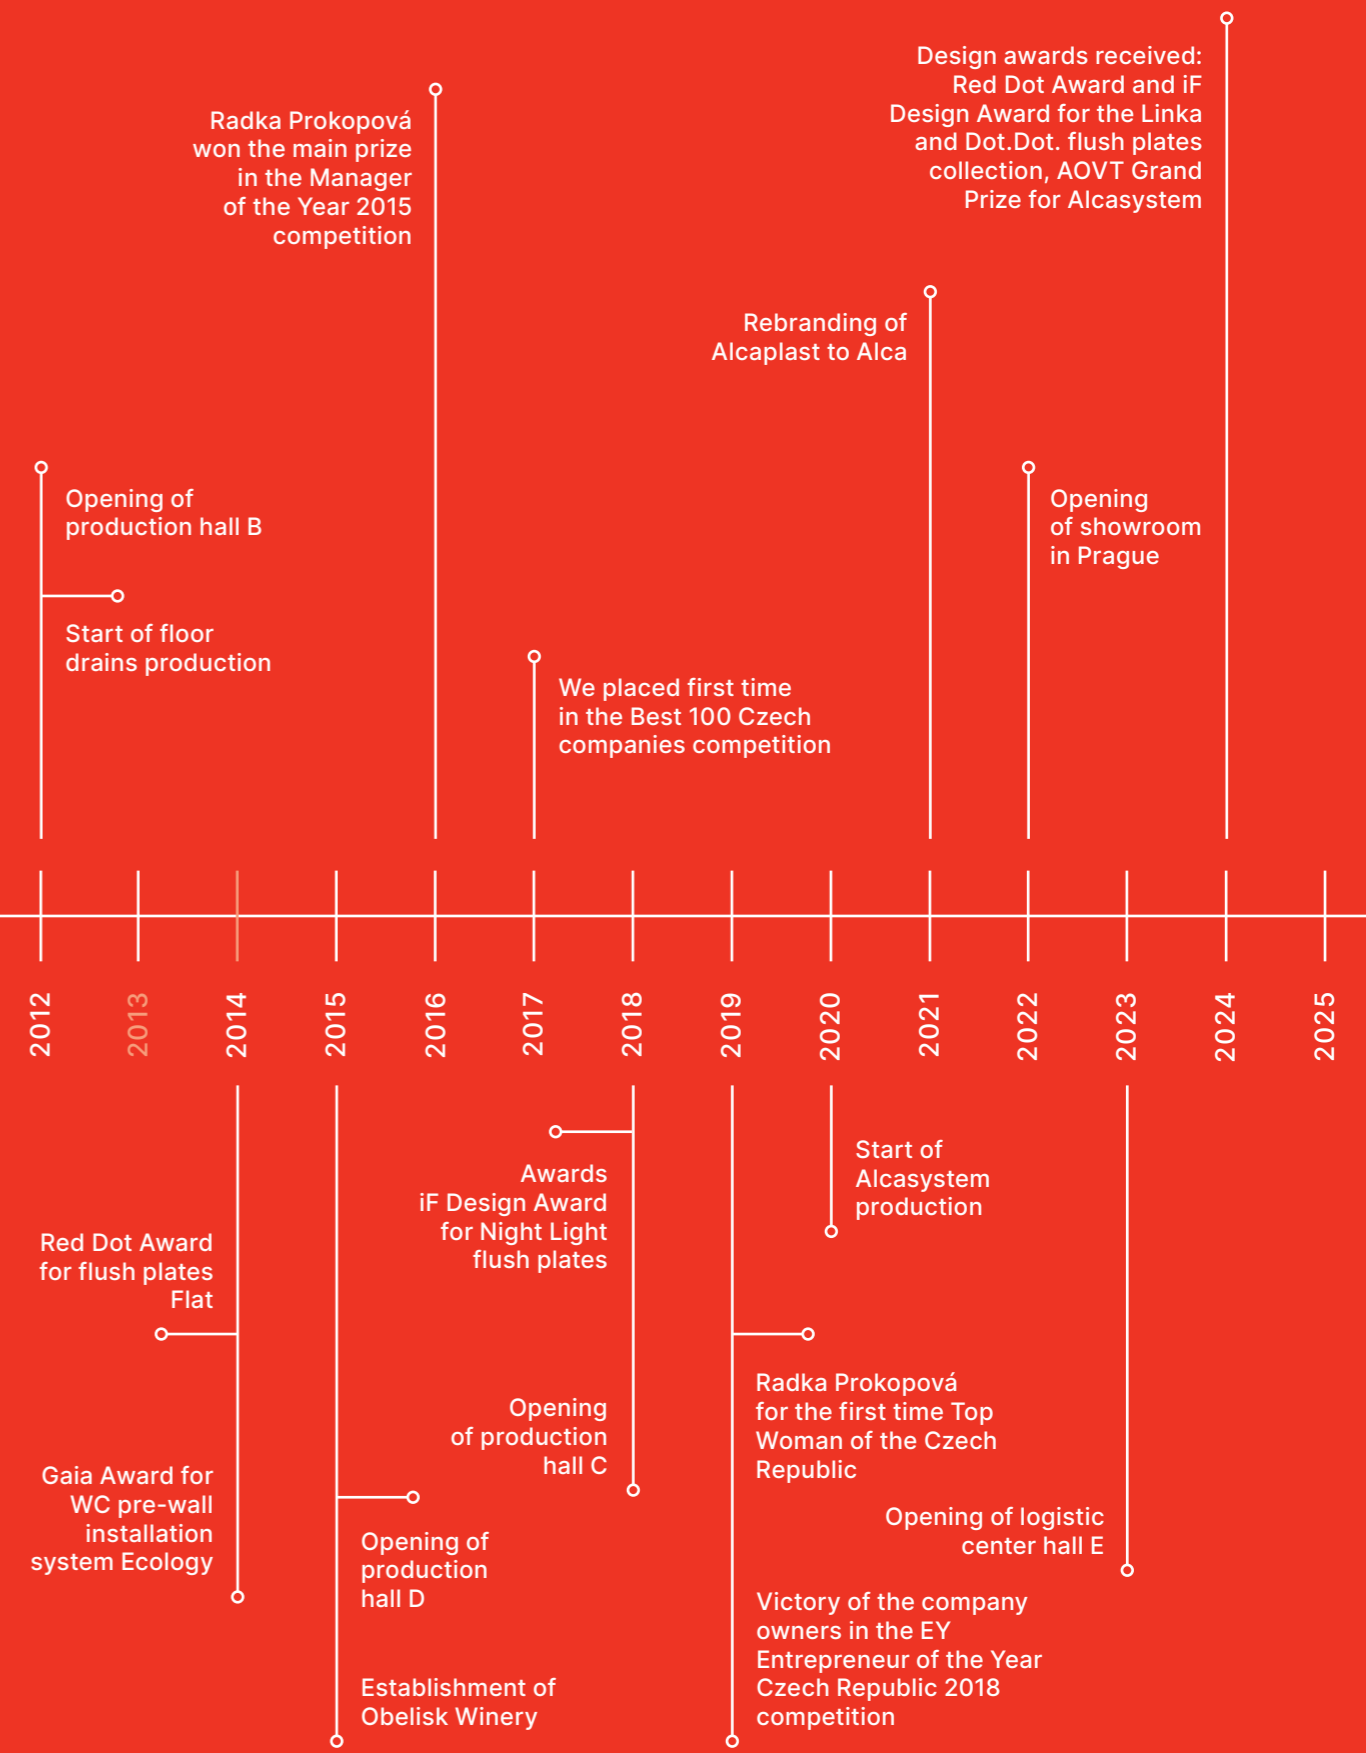 Design awards received:
Red Dot Award and iF
Design Award for the Linka
and Dot.Dot. flush plates
collection, AOVT Grand
Prize for Alcasystem
Radka Prokopová
won the main prize
in the Manager
of the Year 2015
competition
Rebranding of
Alcaplast to Alca
Opening of
production hall B
Start of floor
drains production
Opening
of showroom
in Prague
We placed first time
in the Best 100 Czech
companies competition
2012
2013
2014
2015
2016
2017
2018
2019
2020
2021
2022
2023
2024
2025
Red Dot Award
for flush plates
Flat
Gaia Award for
WC pre-wall
installation
system Ecology
Opening of
production
hall D
Establishment of
Obelisk Winery
Awards
iF Design Award
for Night Light
flush plates
Opening
of production
hall C
Start of
Alcasystem
production
Radka Prokopová
for the first time Top
Woman of the Czech
Republic
Victory of the company
owners in the EY
Entrepreneur of the Year
Czech Republic 2018
competition
Opening of logistic
center hall E